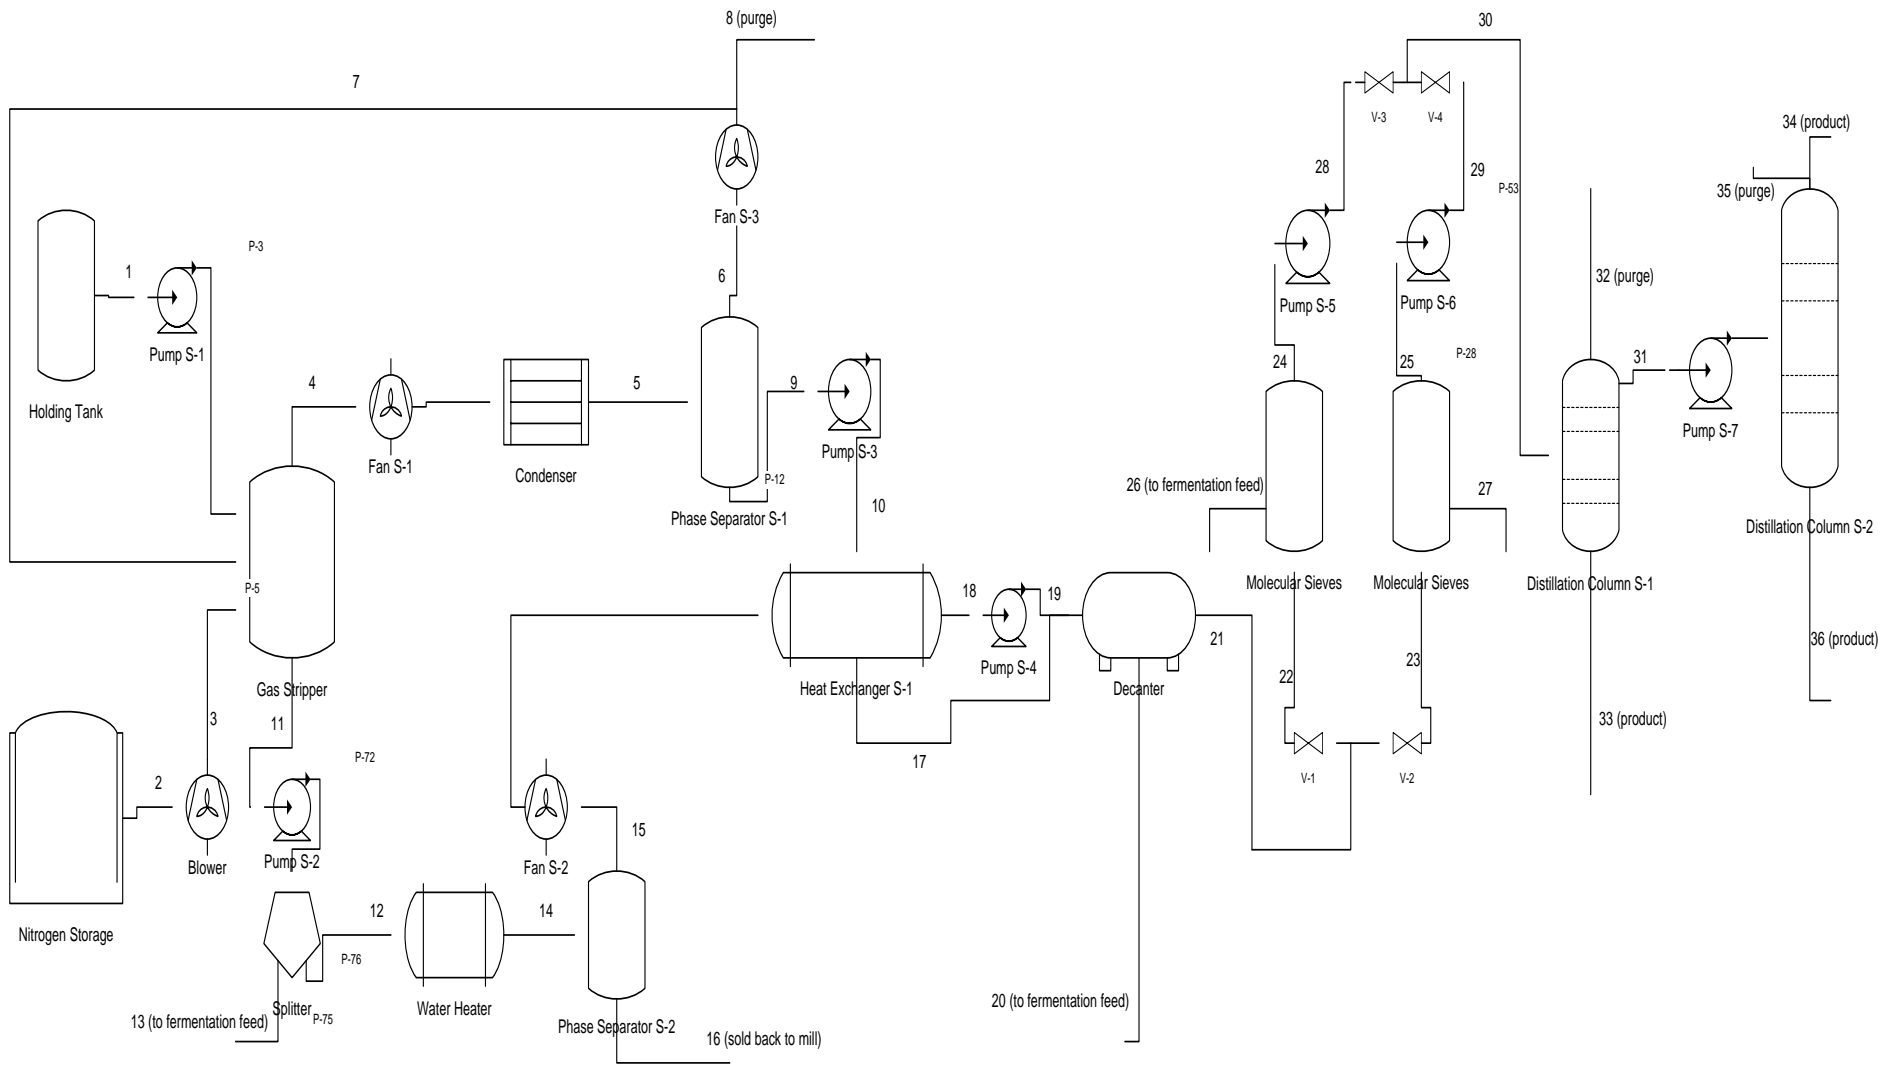 8 (purge)
30
7
V-3
V-4
34 (product)
28
29
P-53
35 (purge)
Fan S-3
P-3
1
6
32 (purge)
Pump S-5
Pump S-6
Pump S-1
P-28
31
24
25
4
5
9
Holding Tank
Pump S-7
Fan S-1
Condenser
Pump S-3
P-12
26 (to fermentation feed)
27
10
Phase Separator S-1
Distillation Column S-2
P-5
Molecular Sieves
Molecular Sieves
Distillation Column S-1
18
19
21
36 (product)
Pump S-4
22
23
Gas Stripper
Heat Exchanger S-1
Decanter
3
11
33 (product)
P-72
17
2
V-1
V-2
15
Blower
Pump S-2
Fan S-2
12
14
Nitrogen Storage
P-76
Splitter
Water Heater
20 (to fermentation feed)
13 (to fermentation feed)
P-75
Phase Separator S-2
16 (sold back to mill)